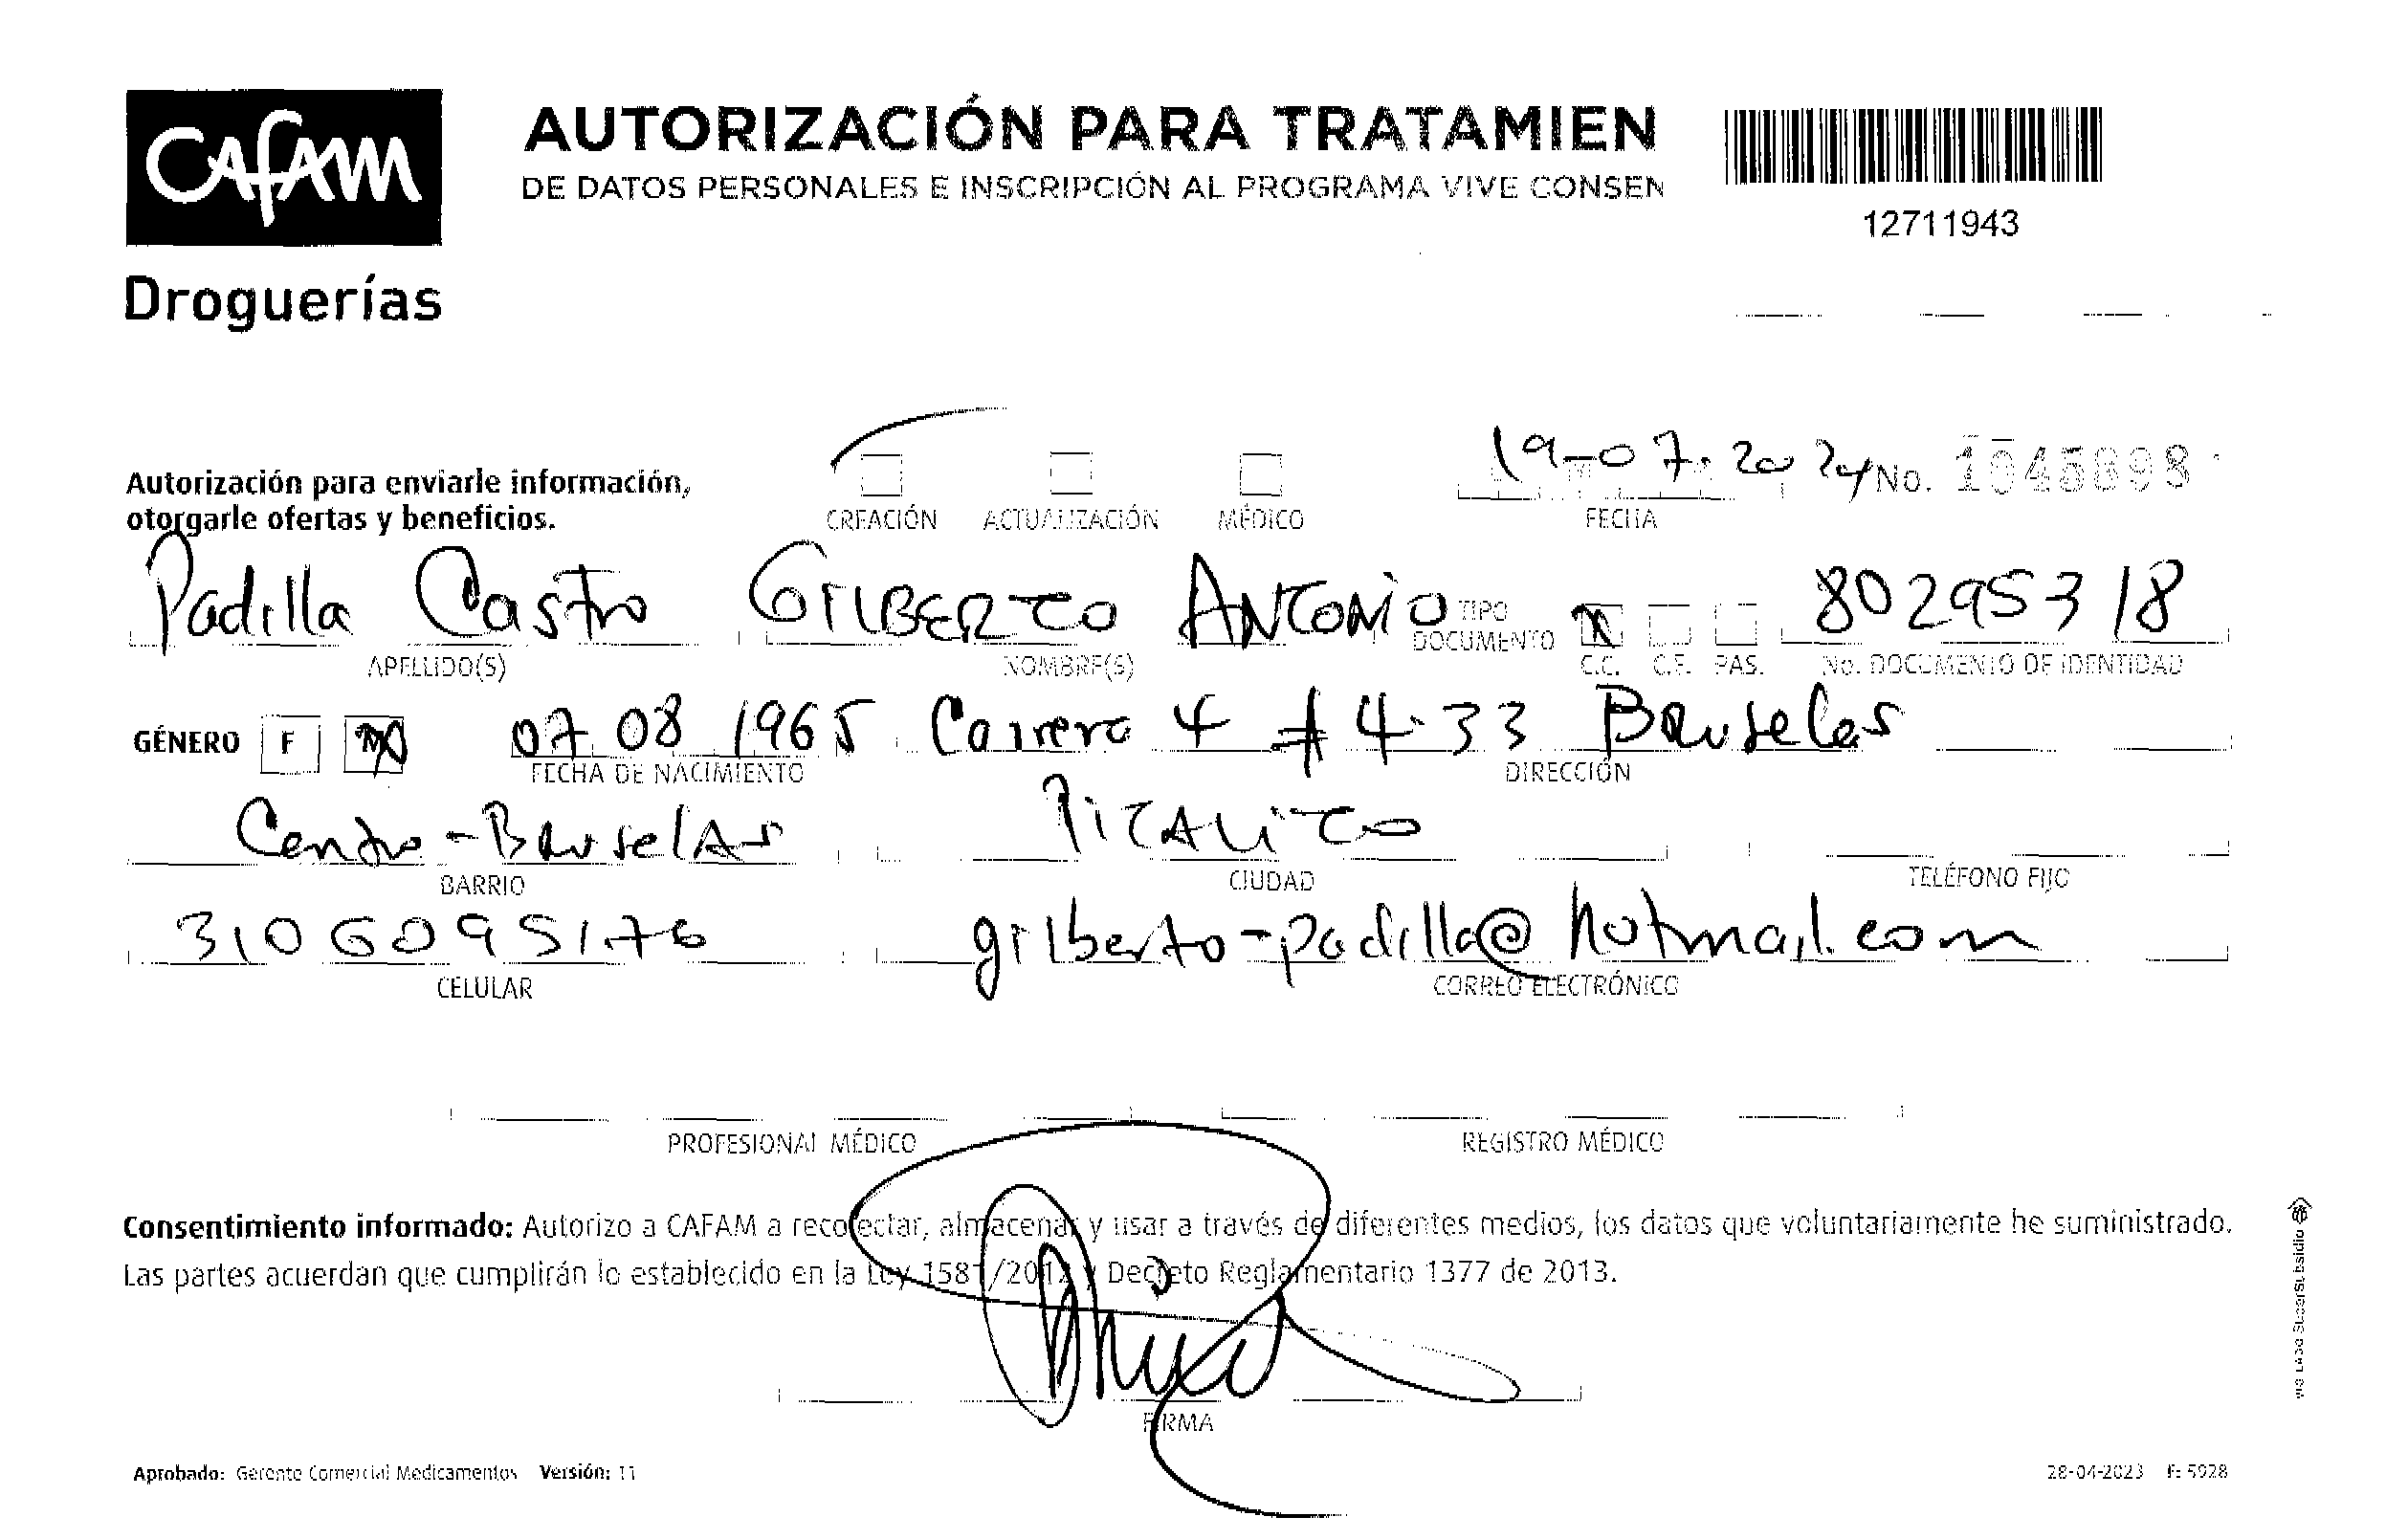 CAFAM
Droguerías
AUTORIZACIÓN PARA TRATAMIEN
DE DATOS PERSONALES E INSCRIPCIÓN AL PROGRAMA VIVE CONSEN
12711943
Autorización para enviarle información,
otorgarle ofertas y beneficios.
CREACIÓN ACTUALIZACIÓN MÉDICO
19-07-2024 No.
FECHA
Padilla Castro GILBERTO ANTONIO TIPO DOCUMENTO X 80295318
APELLIDO(S) NOMBRE(S) C.C. C.E. PAS. No. DOCUMENTO DE IDENTIDAD
GÉNERO F M 07 08 1965 Carrera 4 # 4-33 Bruselas
FECHA DE NACIMIENTO DIRECCIÓN
Centro - BruselAs PiTALiTo
BARRIO CIUDAD TELÉFONO FIJO
3106095176 gilberto-padilla@hotmail.com
CELULAR CORREO ELECTRÓNICO
PROFESIONAL MÉDICO REGISTRO MÉDICO
Consentimiento informado: Autorizo a CAFAM a recolectar, almacenar y usar a través de diferentes medios, los datos que voluntariamente he suministrado.
Las partes acuerdan que cumplirán lo establecido en la Ley 1581/2012 y Decreto Reglamentario 1377 de 2013.
FIRMA
Aprobado: Gerente Comercial Medicamentos Versión: 11
28-04-2023 F: 5928